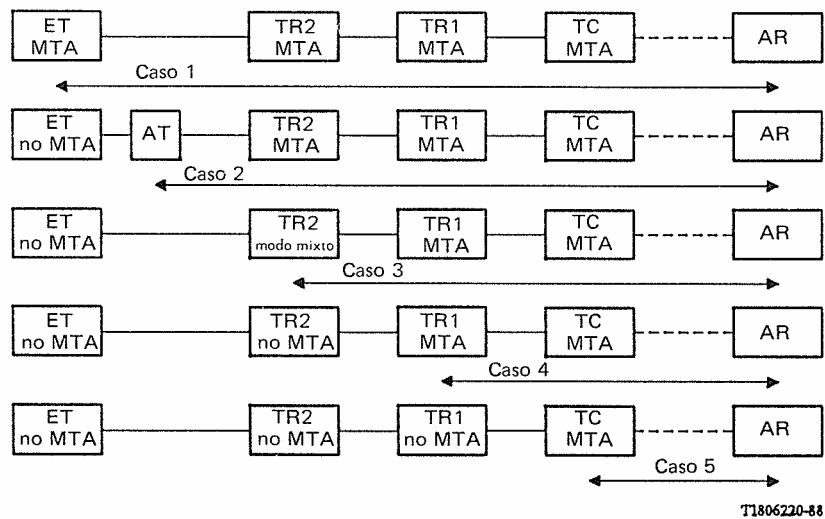 ET TR2 TR1 TC AR
MTA MTA MTA MTA
Caso 1
ET AT TR2 TR1 TC AR
no MTA MTA MTA MTA
Caso 2
ET TR2 TR1 TC AR
no MTA modo mixto MTA MTA
Caso 3
ET TR2 TR1 TC AR
no MTA no MTA MTA MTA
Caso 4
ET TR2 TR1 TC AR
no MTA no MTA no MTA MTA
Caso 5
T1806220-88